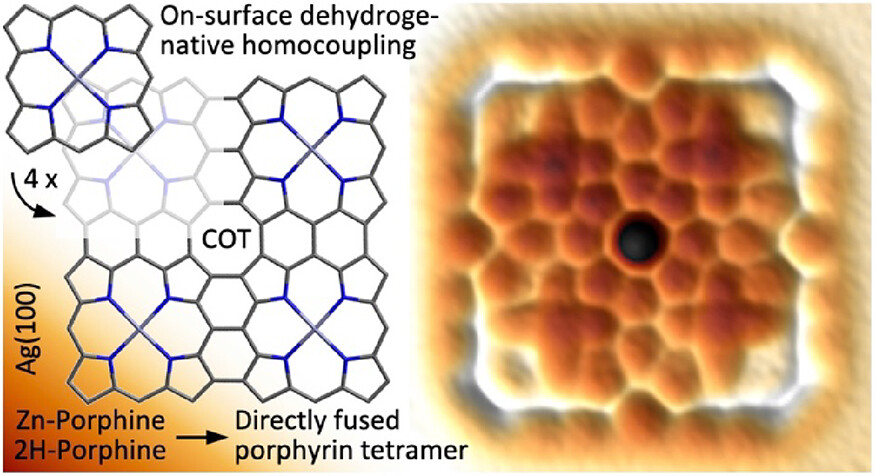 On-surface dehydroge-
native homocoupling
4 x
COT
Ag(100)
Zn-Porphine
2H-Porphine
Directly fused
porphyrin tetramer